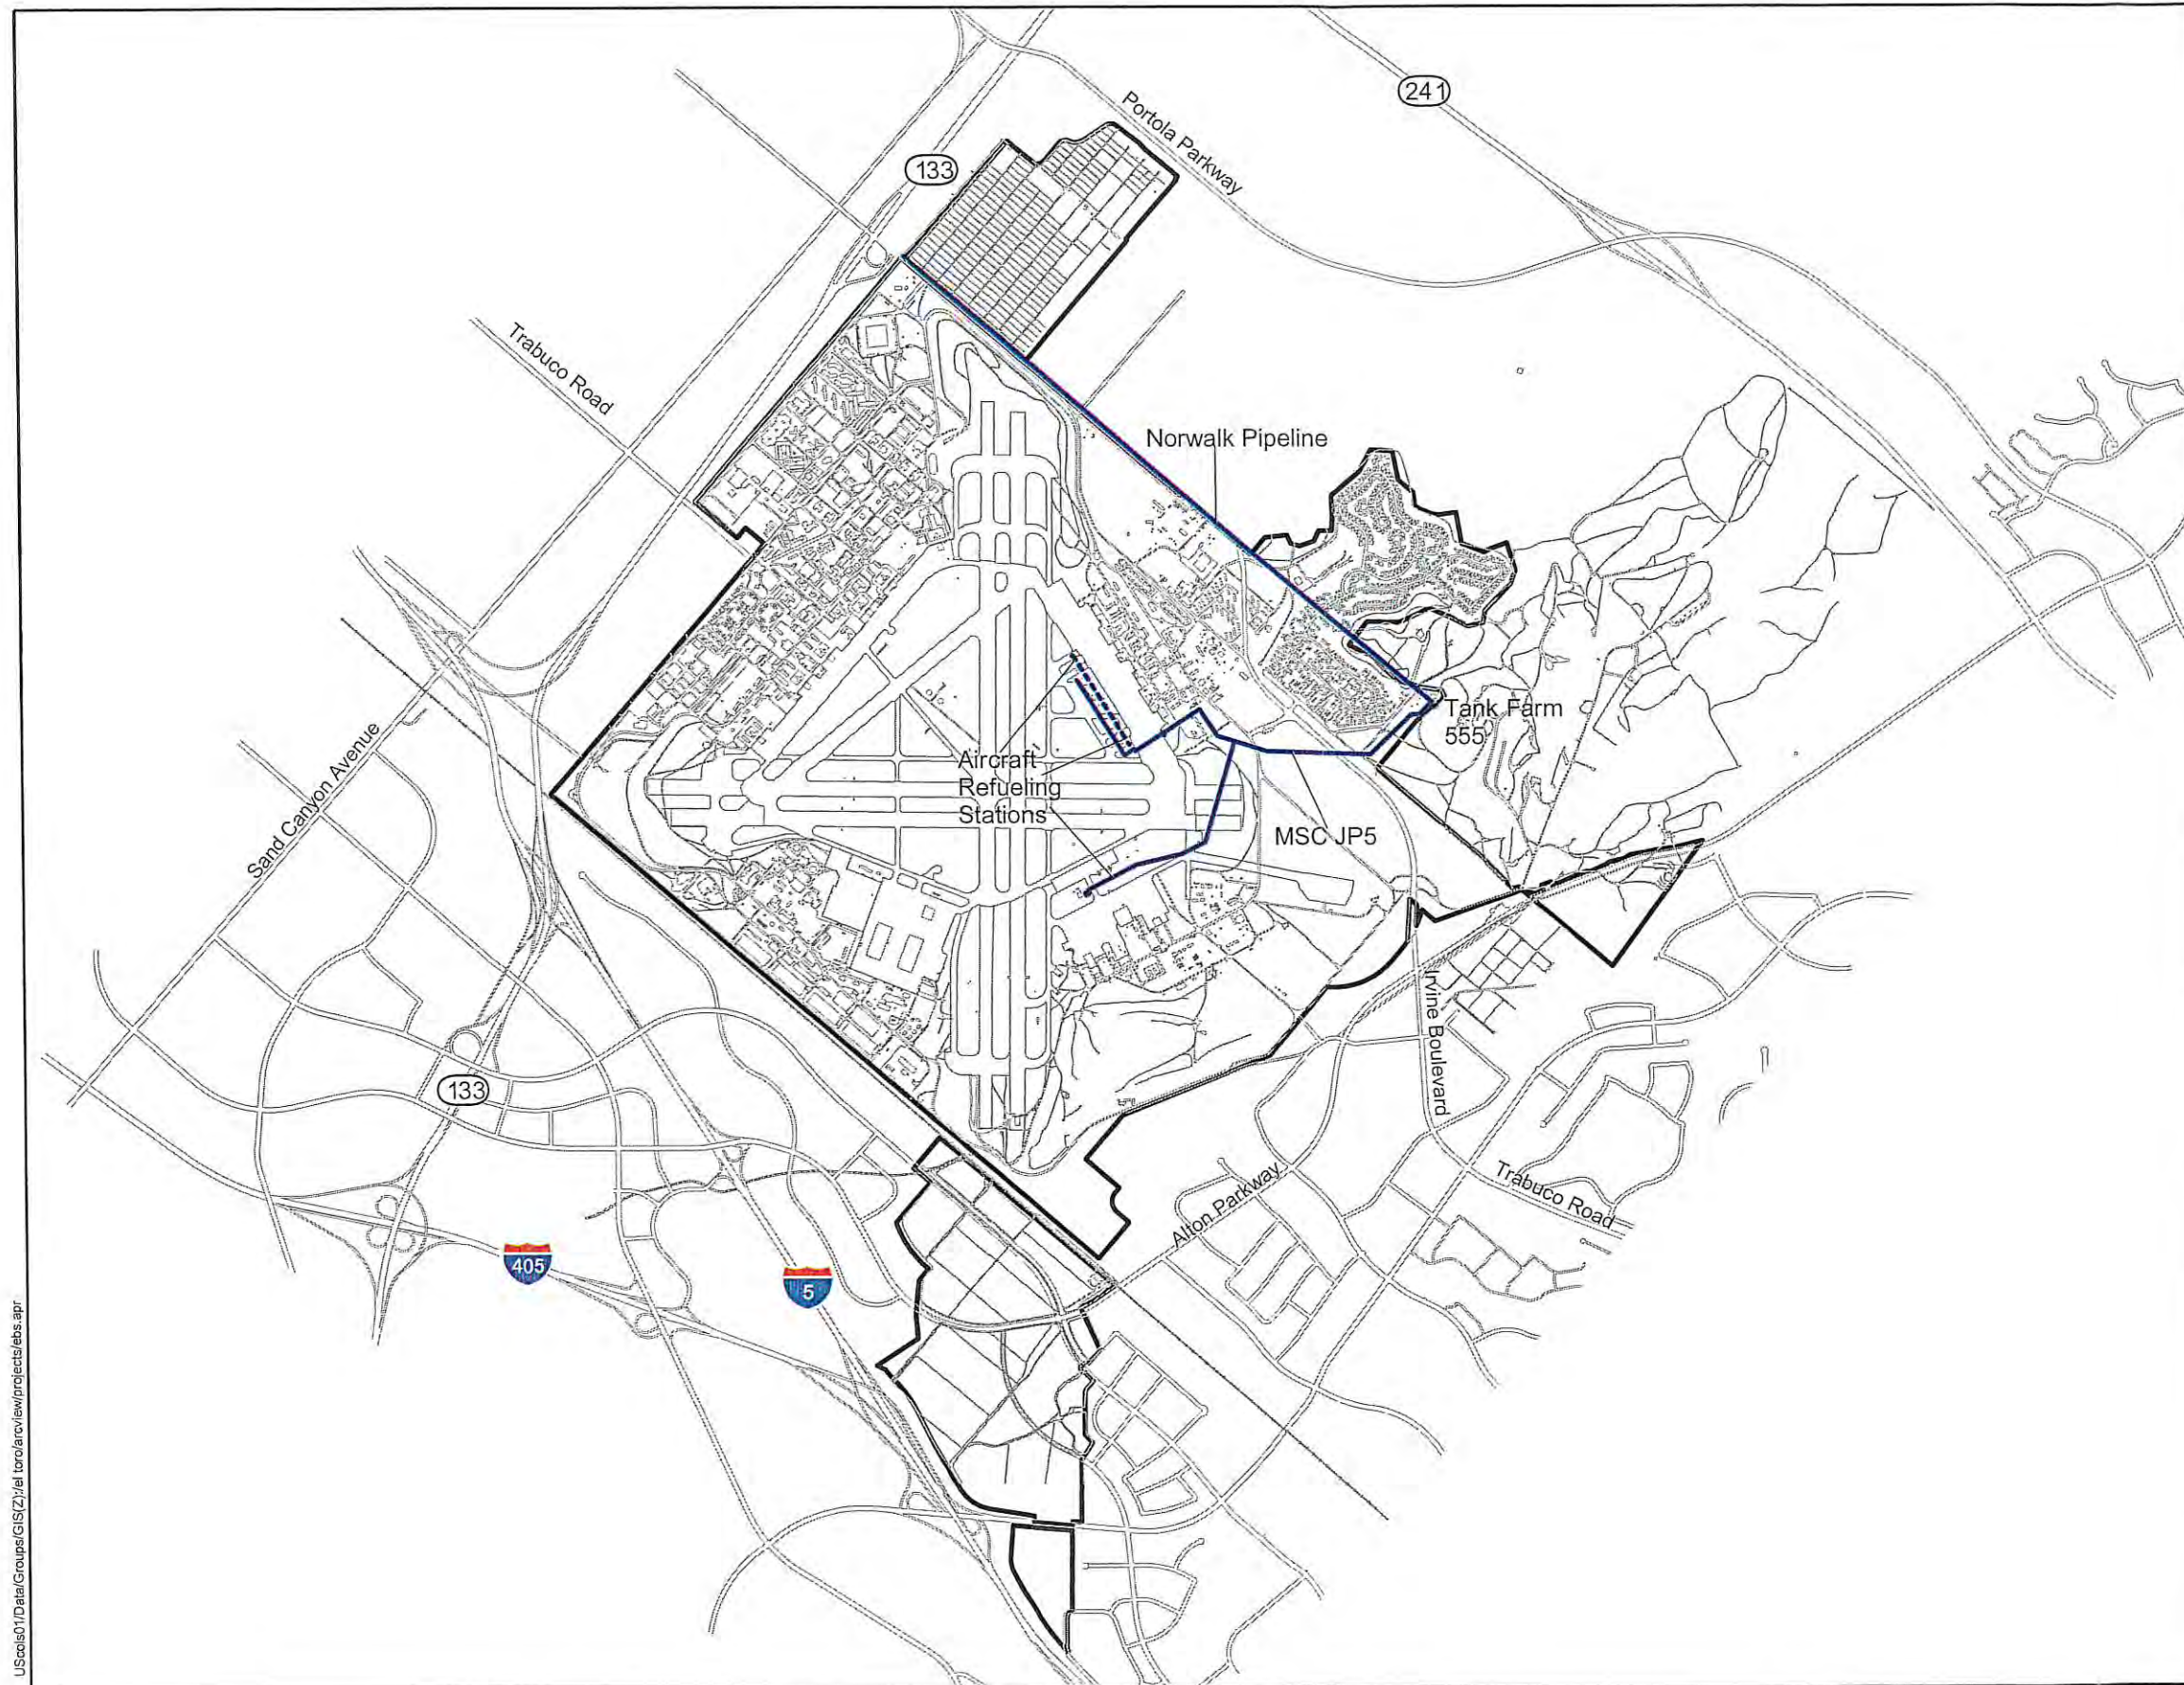 241
Portola Parkway
133
Trabuco Road
Norwalk Pipeline
Tank Farm
555
Sand Canyon Avenue
Aircraft
Refueling
Stations
MSC JP5
Irvine Boulevard
133
Trabuco Road
Alton Parkway
405
5
UScols01/Data/Groups/GIS(Z):/el toro/arcview/projects/ebs.apr